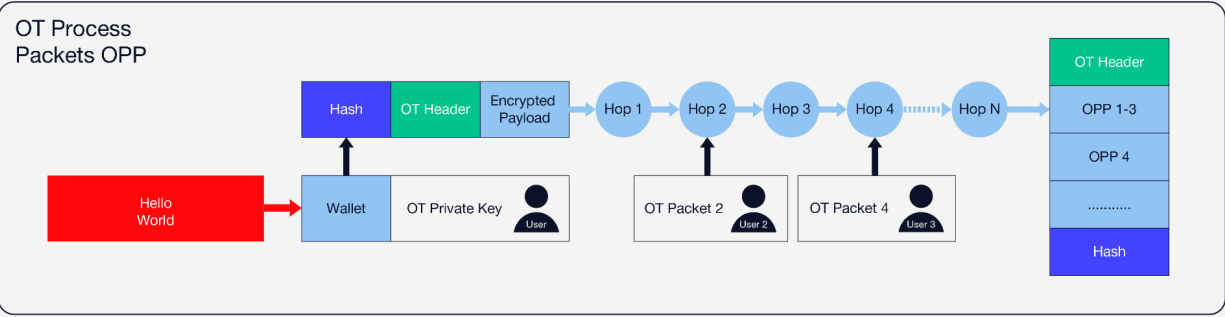 OT Process
Packets OPP
Hash
OT Header
Encrypted
Payload
Hop 1
Hop 2
Hop 3
Hop 4
Hop N
OT Header
OPP 1-3
OPP 4
...........
Hash
Hello
World
Wallet
OT Private Key
User
OT Packet 2
User 2
OT Packet 4
User 3